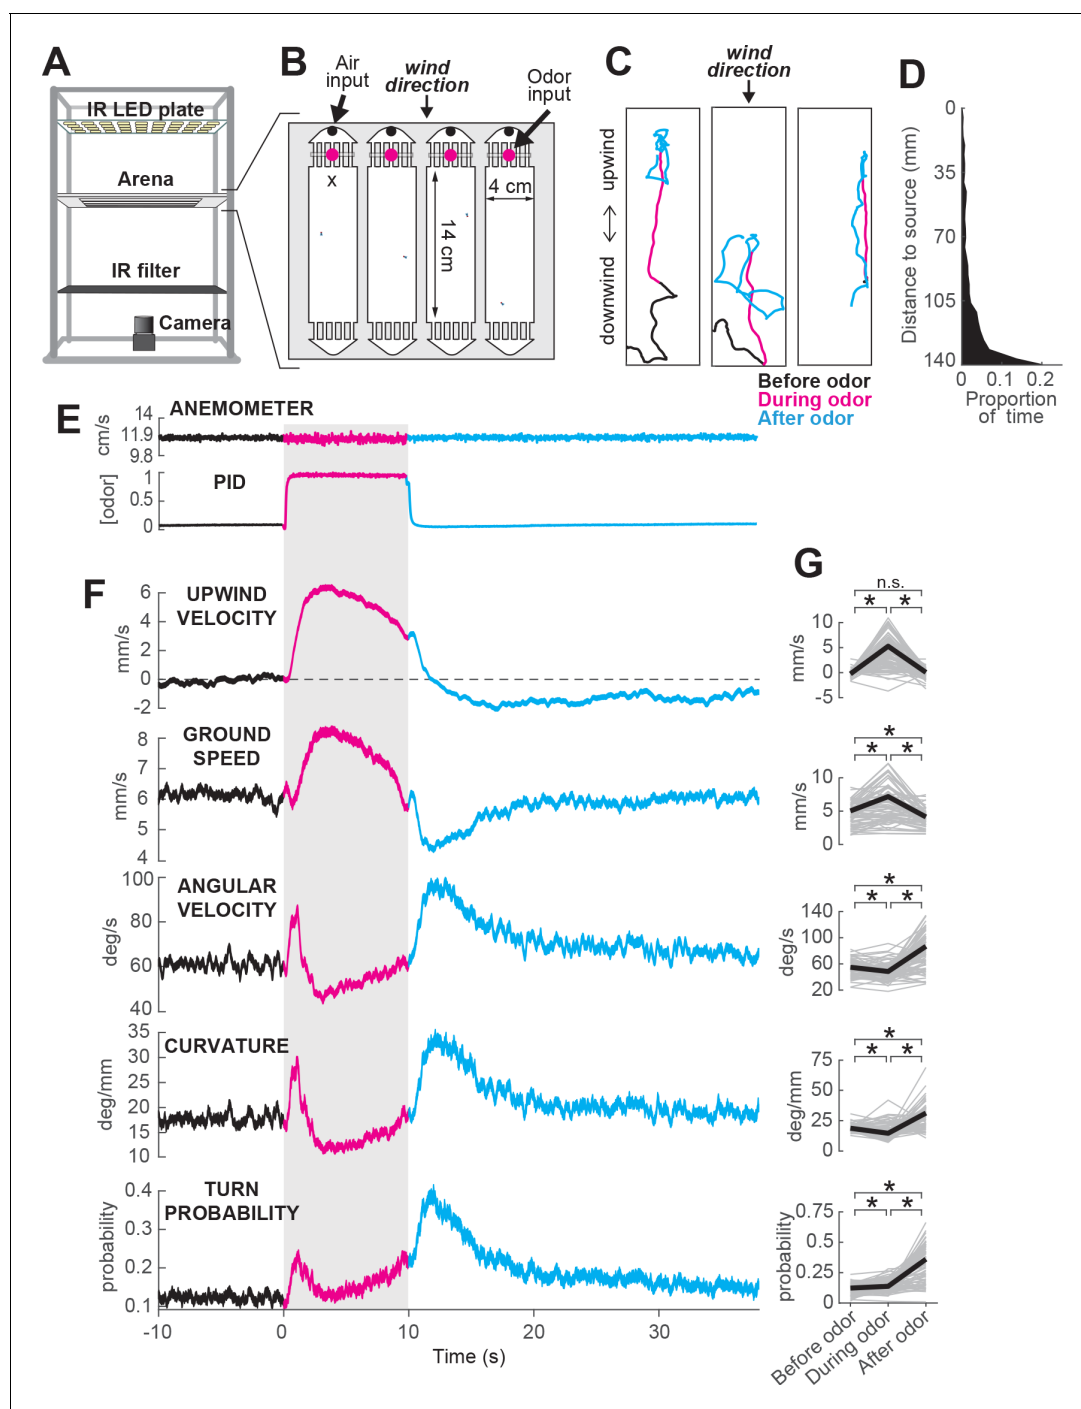 A
IR LED plate
Arena
IR filter
Camera
B
Air
input
wind
direction
Odor
input
x
4 cm
14 cm
C
wind
direction
upwind
downwind
Before odor
During odor
After odor
D
Distance to source (mm)
0
35
70
105
140
0 0.1 0.2
Proportion
of time
E
ANEMOMETER
cm/s
14
11.9
9.8
PID
[odor]
1
0.5
0
F
UPWIND
VELOCITY
mm/s
6
4
2
0
-2
GROUND
SPEED
mm/s
8
7
6
5
4
ANGULAR
VELOCITY
deg/s
100
80
60
40
CURVATURE
deg/mm
35
30
25
20
15
10
TURN
PROBABILITY
probability
0.4
0.3
0.2
0.1
-10 0 10 20 30
Time (s)
G
n.s.
* *
mm/s
10
5
0
-5
*
* *
mm/s
10
5
0
*
* *
deg/s
140
100
60
20
*
* *
deg/mm
75
50
25
0
*
* *
probability
0.75
0.5
0.25
0
Before odor
During odor
After odor